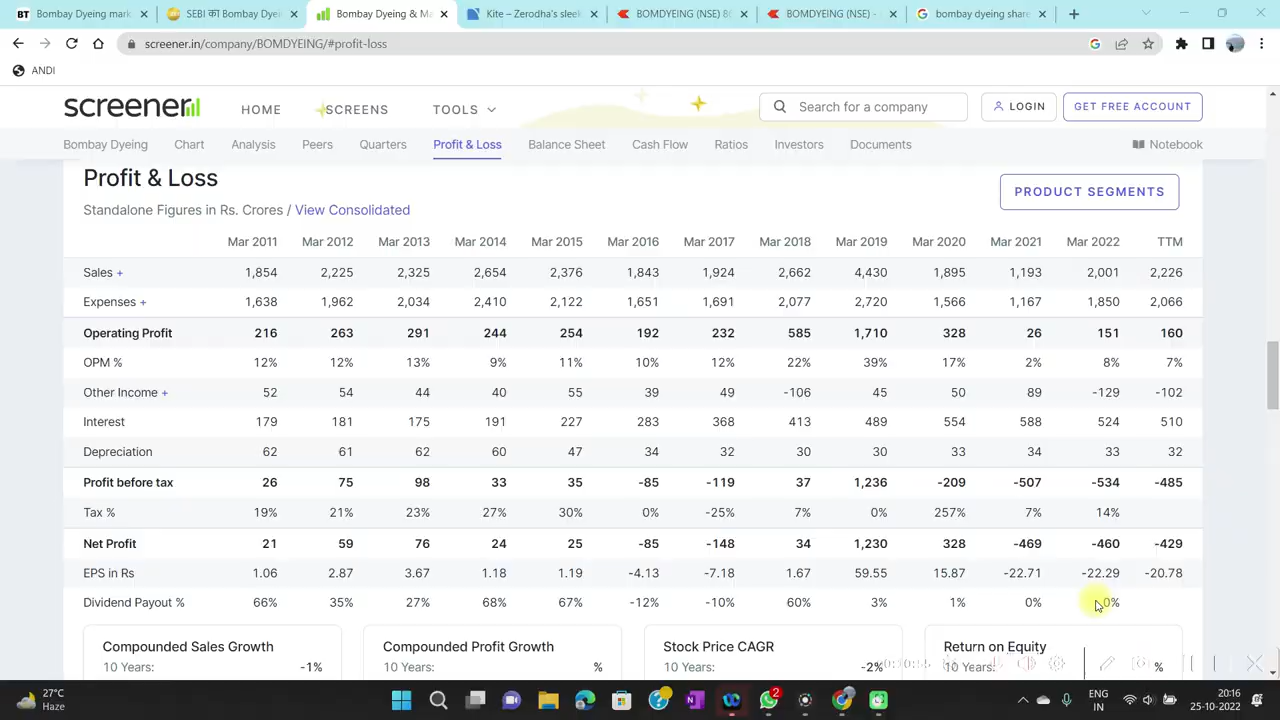 Bombay Dyeing mark
SEBI का Bombay Dyei
Bombay Dyeing & M
Kite – Zerodha's sleek
BOMDYEING (NSE) 8
BOMDYEING (NSE)
bombay dyeing share
screener.in/company/BOMDYEING/#profit-loss
ANDI
screener
HOME SCREENS TOOLS
Search for a company
LOGIN
GET FREE ACCOUNT
Bombay Dyeing Chart Analysis Peers Quarters Profit & Loss Balance Sheet Cash Flow Ratios Investors Documents Notebook
Profit & Loss
PRODUCT SEGMENTS
Standalone Figures in Rs. Crores / View Consolidated
Mar 2011 Mar 2012 Mar 2013 Mar 2014 Mar 2015 Mar 2016 Mar 2017 Mar 2018 Mar 2019 Mar 2020 Mar 2021 Mar 2022 TTM
Sales + 1,854 2,225 2,325 2,654 2,376 1,843 1,924 2,662 4,430 1,895 1,193 2,001 2,226
Expenses + 1,638 1,962 2,034 2,410 2,122 1,651 1,691 2,077 2,720 1,566 1,167 1,850 2,066
Operating Profit 216 263 291 244 254 192 232 585 1,710 328 26 151 160
OPM % 12% 12% 13% 9% 11% 10% 12% 22% 39% 17% 2% 8% 7%
Other Income + 52 54 44 40 55 39 49 -106 45 50 89 -129 -102
Interest 179 181 175 191 227 283 368 413 489 554 588 524 510
Depreciation 62 61 62 60 47 34 32 30 30 33 34 33 32
Profit before tax 26 75 98 33 35 -85 -119 37 1,236 -209 -507 -534 -485
Tax % 19% 21% 23% 27% 30% 0% -25% 7% 0% 257% 7% 14%
Net Profit 21 59 76 24 25 -85 -148 34 1,230 328 -469 -460 -429
EPS in Rs 1.06 2.87 3.67 1.18 1.19 -4.13 -7.18 1.67 59.55 15.87 -22.71 -22.29 -20.78
Dividend Payout % 66% 35% 27% 68% 67% -12% -10% 60% 3% 1% 0% 0%
Compounded Sales Growth Compounded Profit Growth Stock Price CAGR Return on Equity
10 Years: -1% 10 Years: % 10 Years: -2% 10 Years: %
27°C
Haze
2
ENG
IN
20:16
25-10-2022